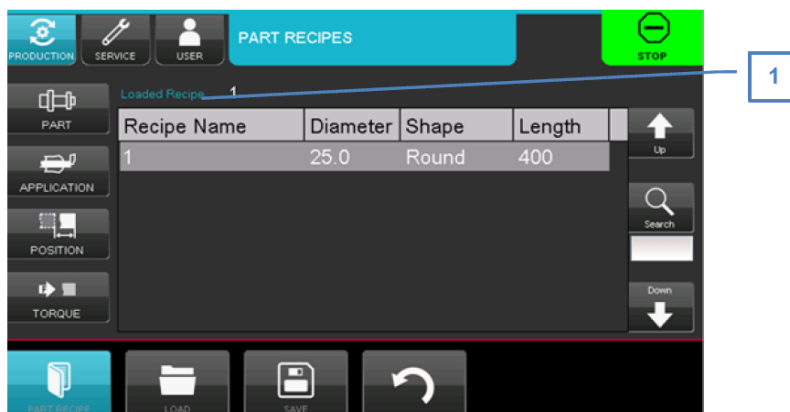 PRODUCTION SERVICE USER PART RECIPES STOP
1
Loaded Recipe 1
PART
Recipe Name Diameter Shape Length
Up
1 25.0 Round 400
APPLICATION
Search
POSITION
Down
TORQUE
PART RECIPE LOAD SAVE